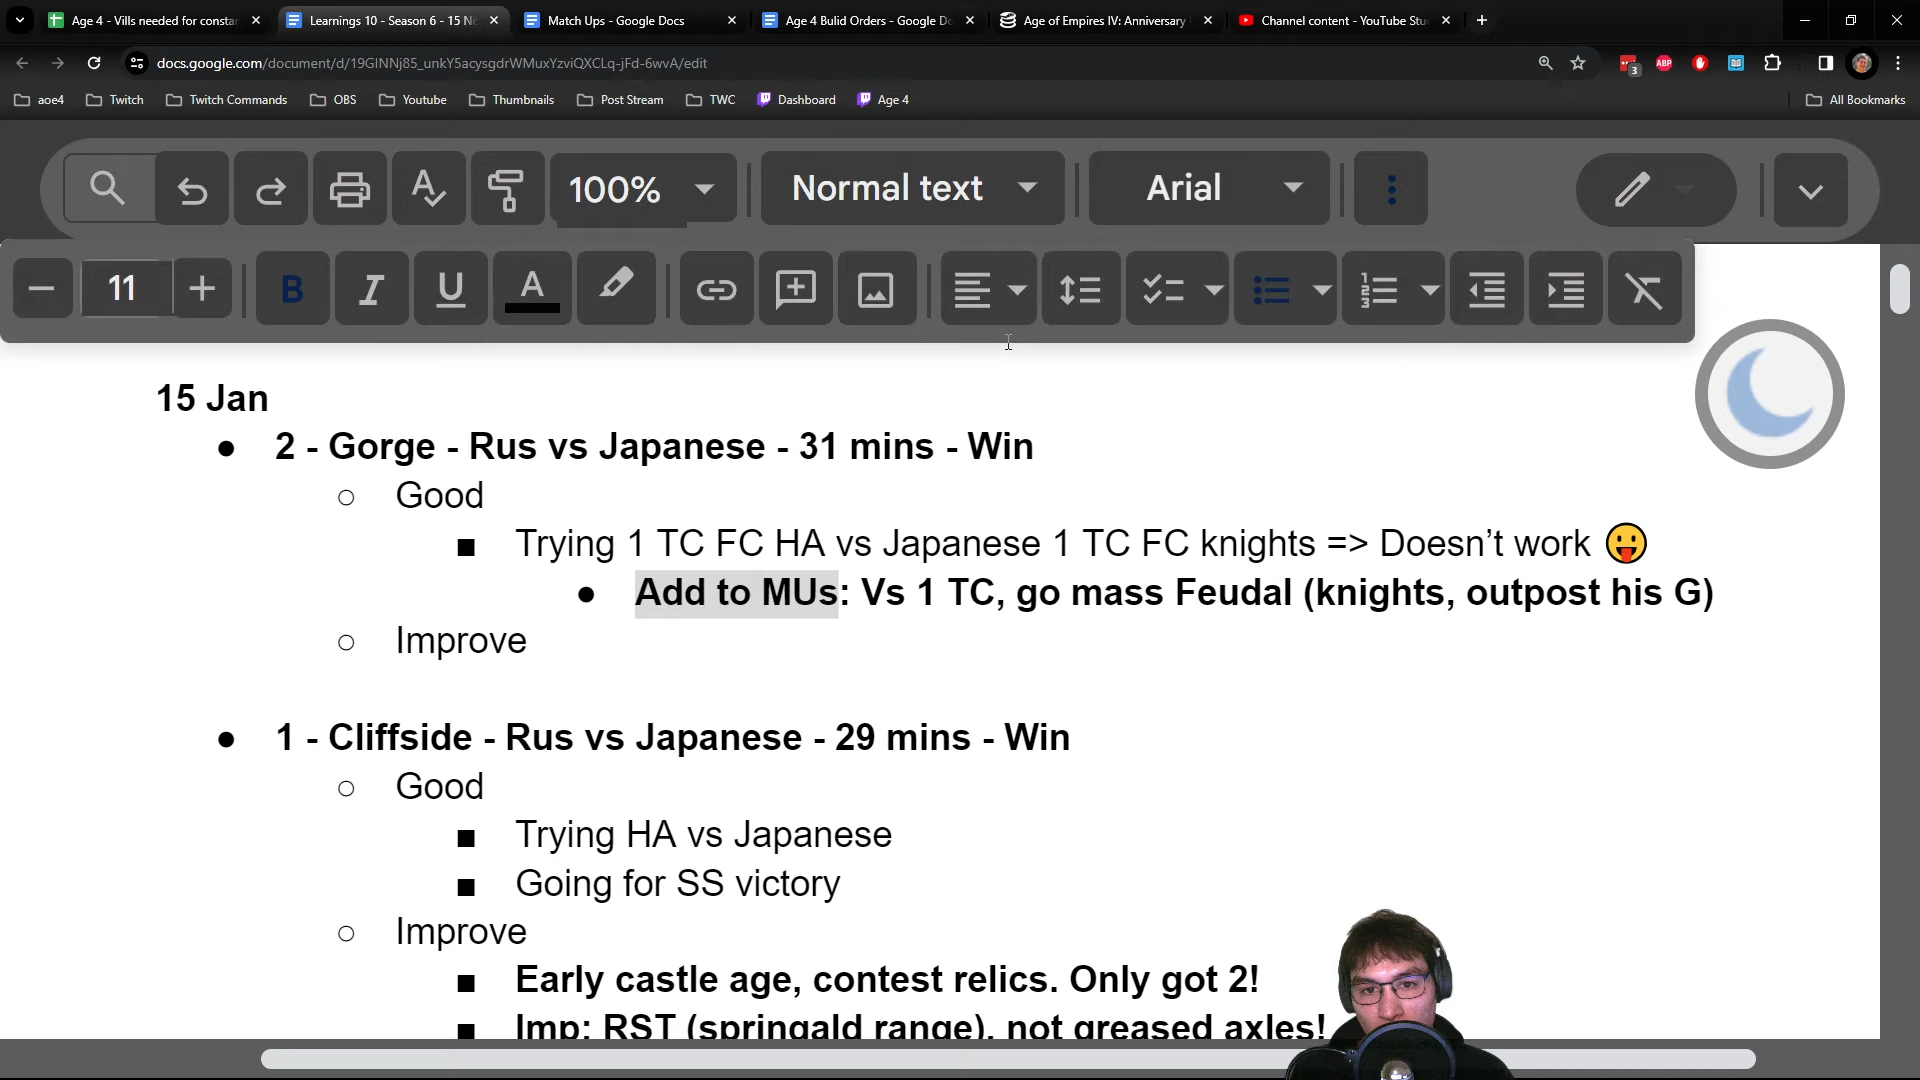 Age 4 - Vills needed for constan
Learnings 10 - Season 6 - 15 No
Match Ups - Google Docs
Age 4 Bulid Orders - Google Do
Age of Empires IV: Anniversary
Channel content - YouTube Stu
docs.google.com/document/d/19GINNj85_unkY5acysgdrWMuxYzviQXCLq-jFd-6wvA/edit
3
ABP
aoe4
Twitch
Twitch Commands
OBS
Youtube
Thumbnails
Post Stream
TWC
Dashboard
Age 4
All Bookmarks
100%
Normal text
Arial
11
B
I
U
A
15 Jan
● 2 - Gorge - Rus vs Japanese - 31 mins - Win
○ Good
■ Trying 1 TC FC HA vs Japanese 1 TC FC knights => Doesn’t work 😛
● Add to MUs: Vs 1 TC, go mass Feudal (knights, outpost his G)
○ Improve
● 1 - Cliffside - Rus vs Japanese - 29 mins - Win
○ Good
■ Trying HA vs Japanese
■ Going for SS victory
○ Improve
■ Early castle age, contest relics. Only got 2!
■ Imp: RST (springald range), not greased axles!